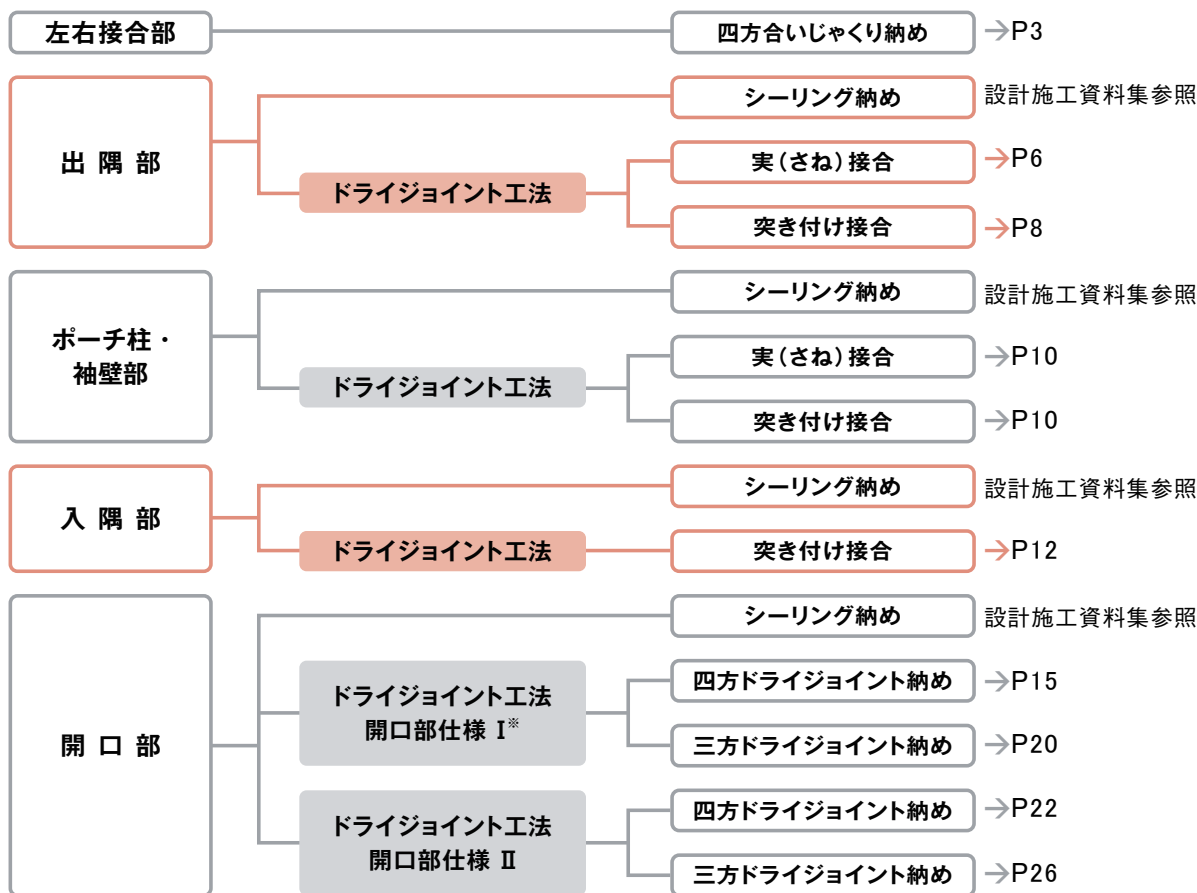 左右接合部
四方合いじゃくり納め
→P3
出隅部
シーリング納め
設計施工資料集参照
ドライジョイント工法
実(さね)接合
→P6
突き付け接合
→P8
ポーチ柱・
袖壁部
シーリング納め
設計施工資料集参照
ドライジョイント工法
実(さね)接合
→P10
突き付け接合
→P10
入隅部
シーリング納め
設計施工資料集参照
ドライジョイント工法
突き付け接合
→P12
開口部
シーリング納め
設計施工資料集参照
ドライジョイント工法
開口部仕様 Ⅰ※
四方ドライジョイント納め
→P15
三方ドライジョイント納め
→P20
ドライジョイント工法
開口部仕様 Ⅱ
四方ドライジョイント納め
→P22
三方ドライジョイント納め
→P26